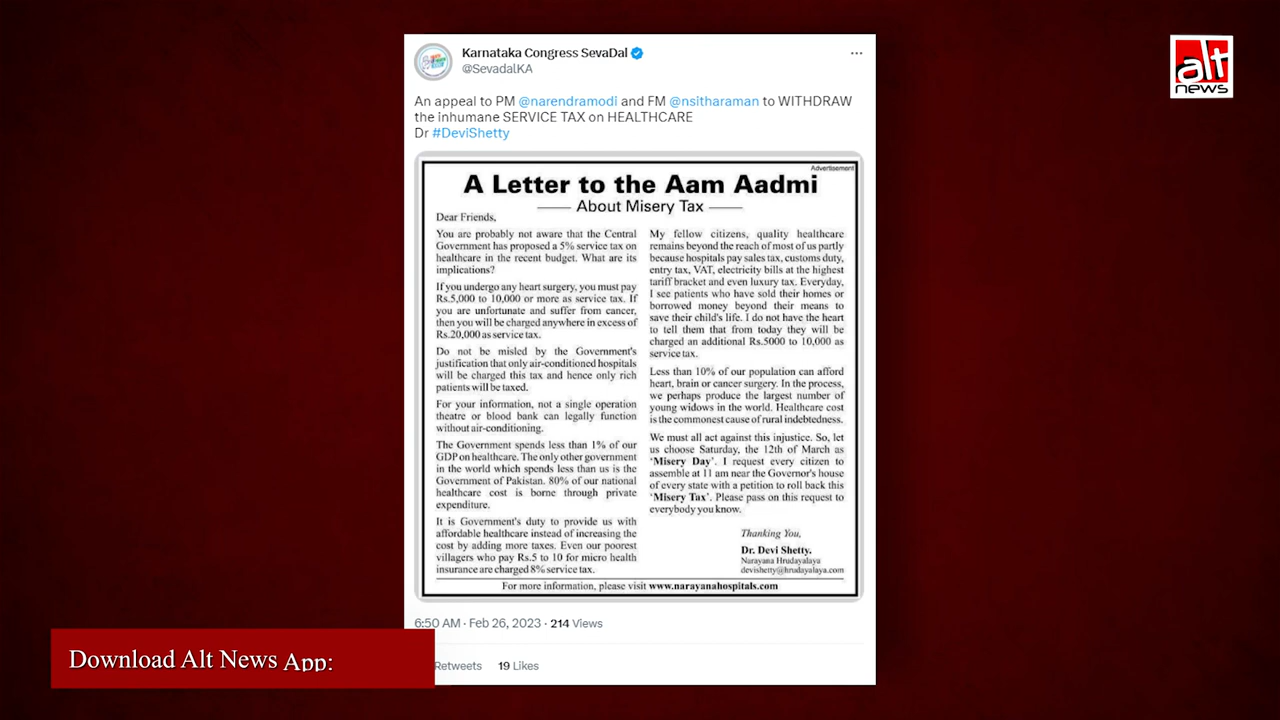 Karnataka Congress SevaDal
@SevadalKA
An appeal to PM @narendramodi and FM @nsitharaman to WITHDRAW
the inhumane SERVICE TAX on HEALTHCARE
Dr #DeviShetty
Advertisement
A Letter to the Aam Aadmi
About Misery Tax
Dear Friends,
You are probably not aware that the Central
Government has proposed a 5% service tax on
healthcare in the recent budget. What are its
implications?
If you undergo any heart surgery, you must pay
Rs.5,000 to 10,000 or more as service tax. If
you are unfortunate and suffer from cancer,
then you will be charged anywhere in excess of
Rs.20,000 as service tax.
Do not be misled by the Government's
justification that only air-conditioned hospitals
will be charged this tax and hence only rich
patients will be taxed.
For your information, not a single operation
theatre or blood bank can legally function
without air-conditioning.
The Government spends less than 1% of our
GDP on healthcare. The only other government
in the world which spends less than us is the
Government of Pakistan. 80% of our national
healthcare cost is borne through private
expenditure.
It is Government's duty to provide us with
affordable healthcare instead of increasing the
cost by adding more taxes. Even our poorest
villagers who pay Rs.5 to 10 for micro health
insurance are charged 8% service tax.
My fellow citizens, quality healthcare
remains beyond the reach of most of us partly
because hospitals pay sales tax, customs duty,
entry tax, VAT, electricity bills at the highest
tariff bracket and even luxury tax. Everyday,
I see patients who have sold their homes or
borrowed money beyond their means to
save their child's life. I do not have the heart
to tell them that from today they will be
charged an additional Rs.5000 to 10,000 as
service tax.
Less than 10% of our population can afford
heart, brain or cancer surgery. In the process,
we perhaps produce the largest number of
young widows in the world. Healthcare cost
is the commonest cause of rural indebtedness.
We must all act against this injustice. So, let
us choose Saturday, the 12th of March as
'Misery Day'. I request every citizen to
assemble at 11 am near the Governor's house
of every state with a petition to roll back this
'Misery Tax'. Please pass on this request to
everybody you know.
Thanking You,
Dr. Devi Shetty.
Narayana Hrudayalaya
devishetty@hrudayalaya.com
For more information, please visit www.narayanahospitals.com
6:50 AM · Feb 26, 2023 · 214 Views
Retweets 19 Likes
Download Alt News App:
alt
news